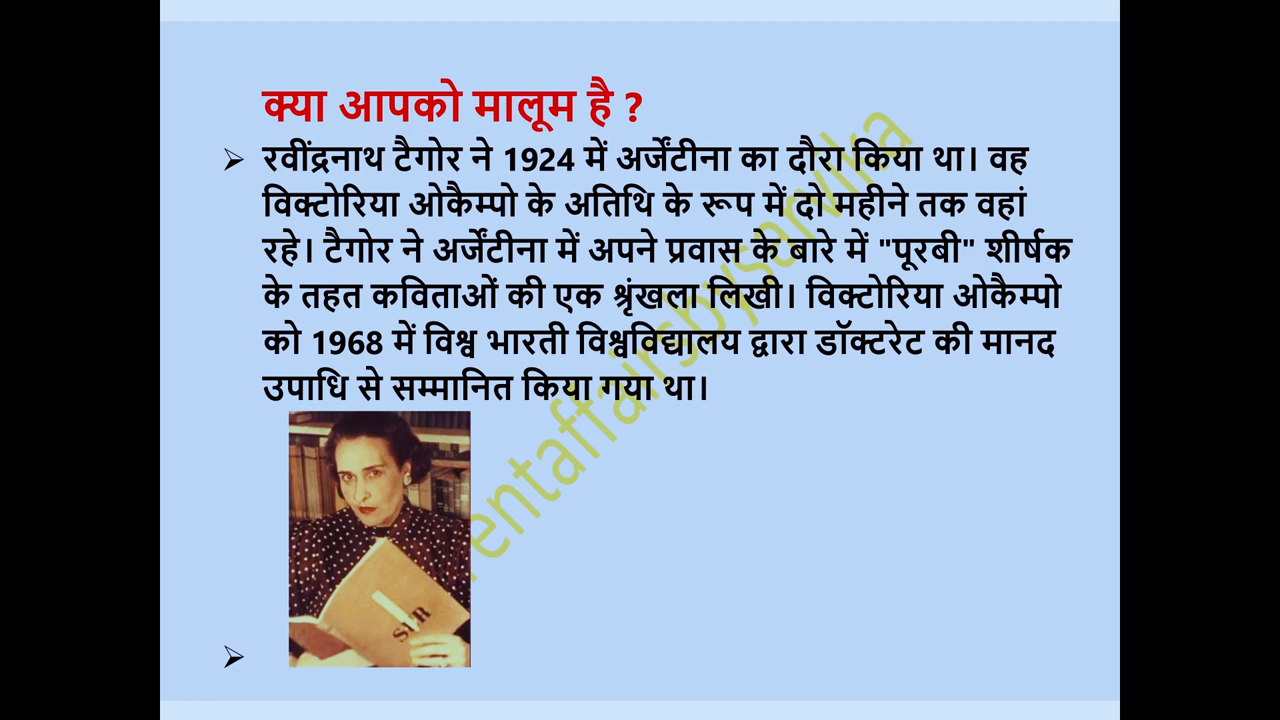 क्या आपको मालूम है ?
➢ रवींद्रनाथ टैगोर ने 1924 में अर्जेंटीना का दौरा किया था। वह
विक्टोरिया ओकैम्पो के अतिथि के रूप में दो महीने तक वहां
रहे। टैगोर ने अर्जेंटीना में अपने प्रवास के बारे में "पूरबी" शीर्षक
के तहत कविताओं की एक श्रृंखला लिखी। विक्टोरिया ओकैम्पो
को 1968 में विश्व भारती विश्वविद्यालय द्वारा डॉक्टरेट की मानद
उपाधि से सम्मानित किया गया था।
SUR
➢